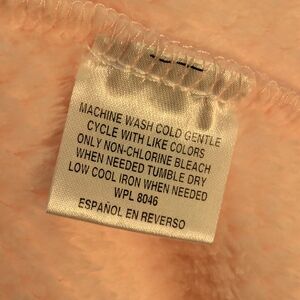 MACHINE WASH COLD GENTLE
CYCLE WITH LIKE COLORS
ONLY NON-CHLORINE BLEACH
WHEN NEEDED TUMBLE DRY
LOW COOL IRON WHEN NEEDED
WPL 8046
ESPAÑOL EN REVERSO